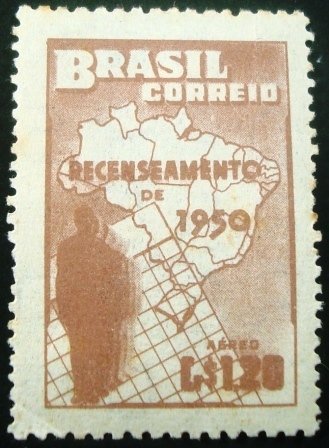 BRASIL
CORREIO
RECENSEAMENTO
DE
1950
AÉREO
Cr$1,20